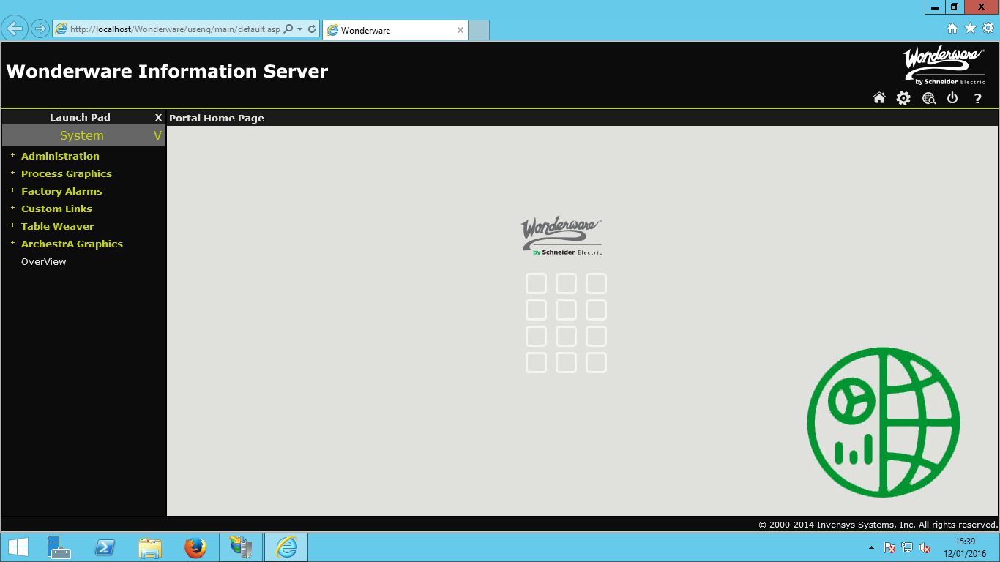 http://localhost/Wonderware/useng/main/default.asp
Wonderware
Wonderware Information Server
Wonderware
by Schneider Electric
?
Launch Pad X
Portal Home Page
System V
+ Administration
+ Process Graphics
+ Factory Alarms
+ Custom Links
+ Table Weaver
+ ArchestrA Graphics
OverView
Wonderware
by Schneider Electric
© 2000-2014 Invensys Systems, Inc. All rights reserved.
15:39
12/01/2016